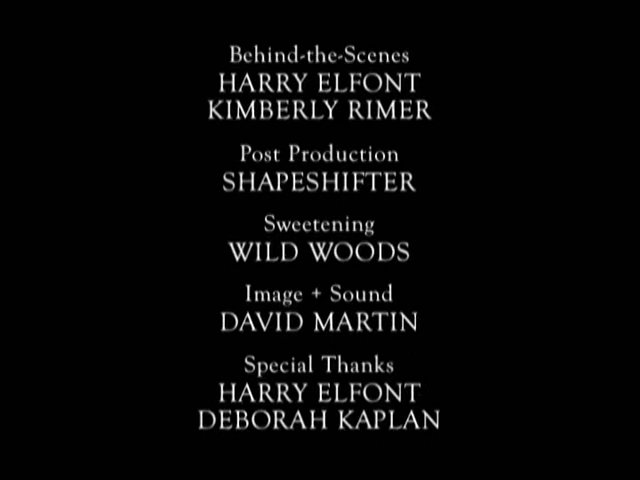 Behind-the-Scenes
HARRY ELFONT
KIMBERLY RIMER
Post Production
SHAPESHIFTER
Sweetening
WILD WOODS
Image + Sound
DAVID MARTIN
Special Thanks
HARRY ELFONT
DEBORAH KAPLAN